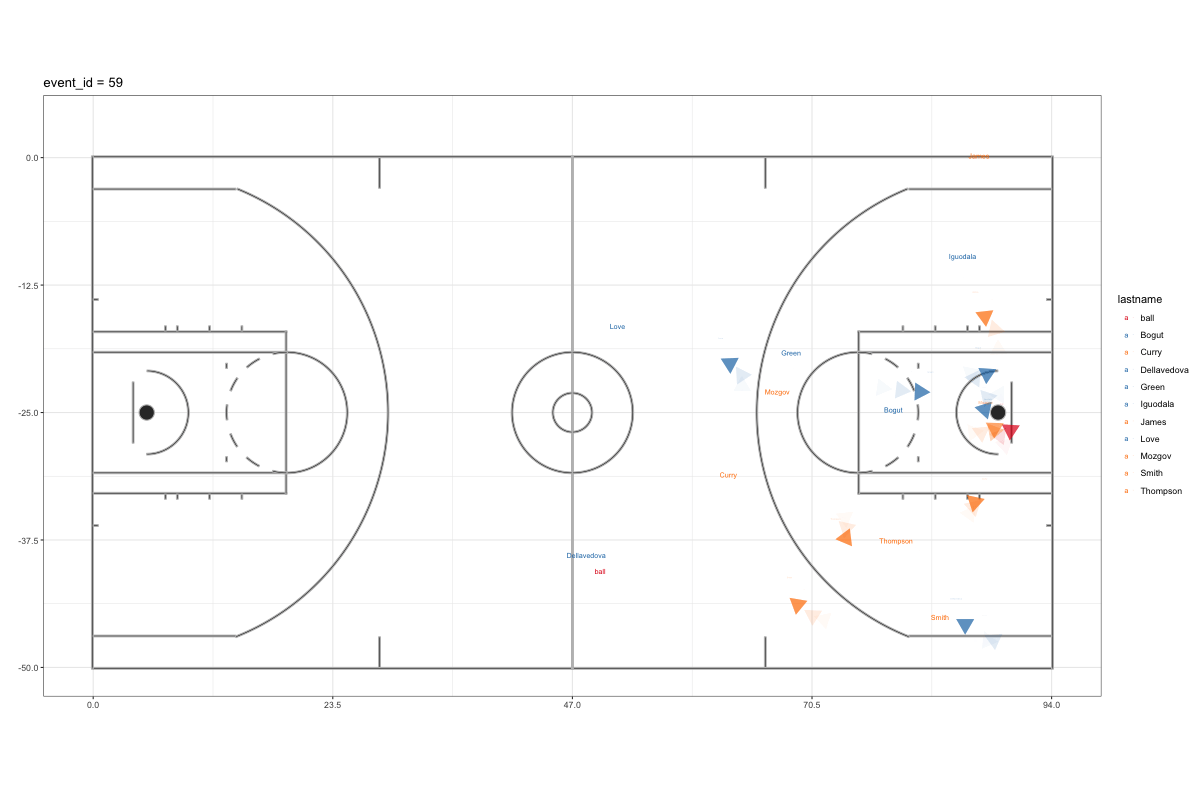 event_id = 59
0.0
-12.5
-25.0
-37.5
-50.0
0.0
23.5
47.0
70.5
94.0
James
Iguodala
Love
Green
Mozgov
Bogut
Curry
Thompson
Dellavedova
ball
Smith
lastname
a ball
a Bogut
a Curry
a Dellavedova
a Green
a Iguodala
a James
a Love
a Mozgov
a Smith
a Thompson